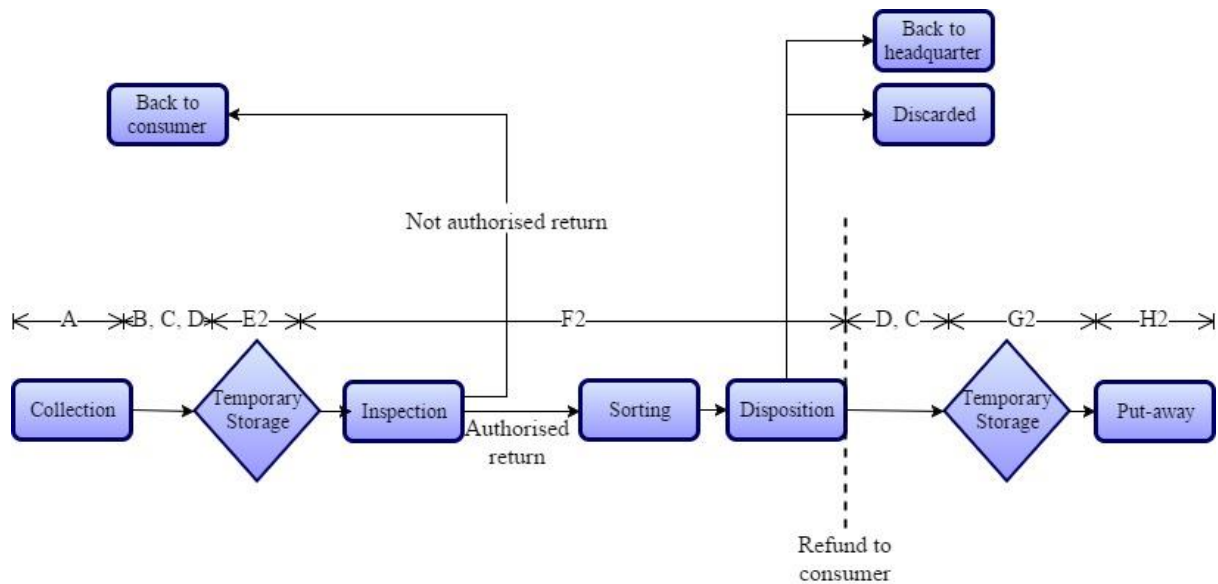 Back to
headquarter
Back to
consumer
Discarded
Not authorised return
A
B, C, D
E2
F2
D, C
G2
H2
Collection
Temporary
Storage
Inspection
Authorised
return
Sorting
Disposition
Temporary
Storage
Put-away
Refund to
consumer